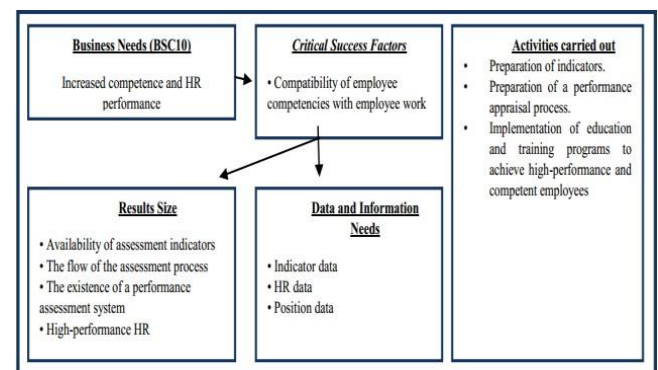 Business Needs (BSC10)
Increased competence and HR
performance
Critical Success Factors
• Compatibility of employee
competencies with employee work
Activities carried out
• Preparation of indicators.
• Preparation of a performance
appraisal process.
• Implementation of education
and training programs to
achieve high-performance and
competent employees
Results Size
• Availability of assessment indicators
• The flow of the assessment process
• The existence of a performance
assessment system
• High-performance HR
Data and Information
Needs
• Indicator data
• HR data
• Position data